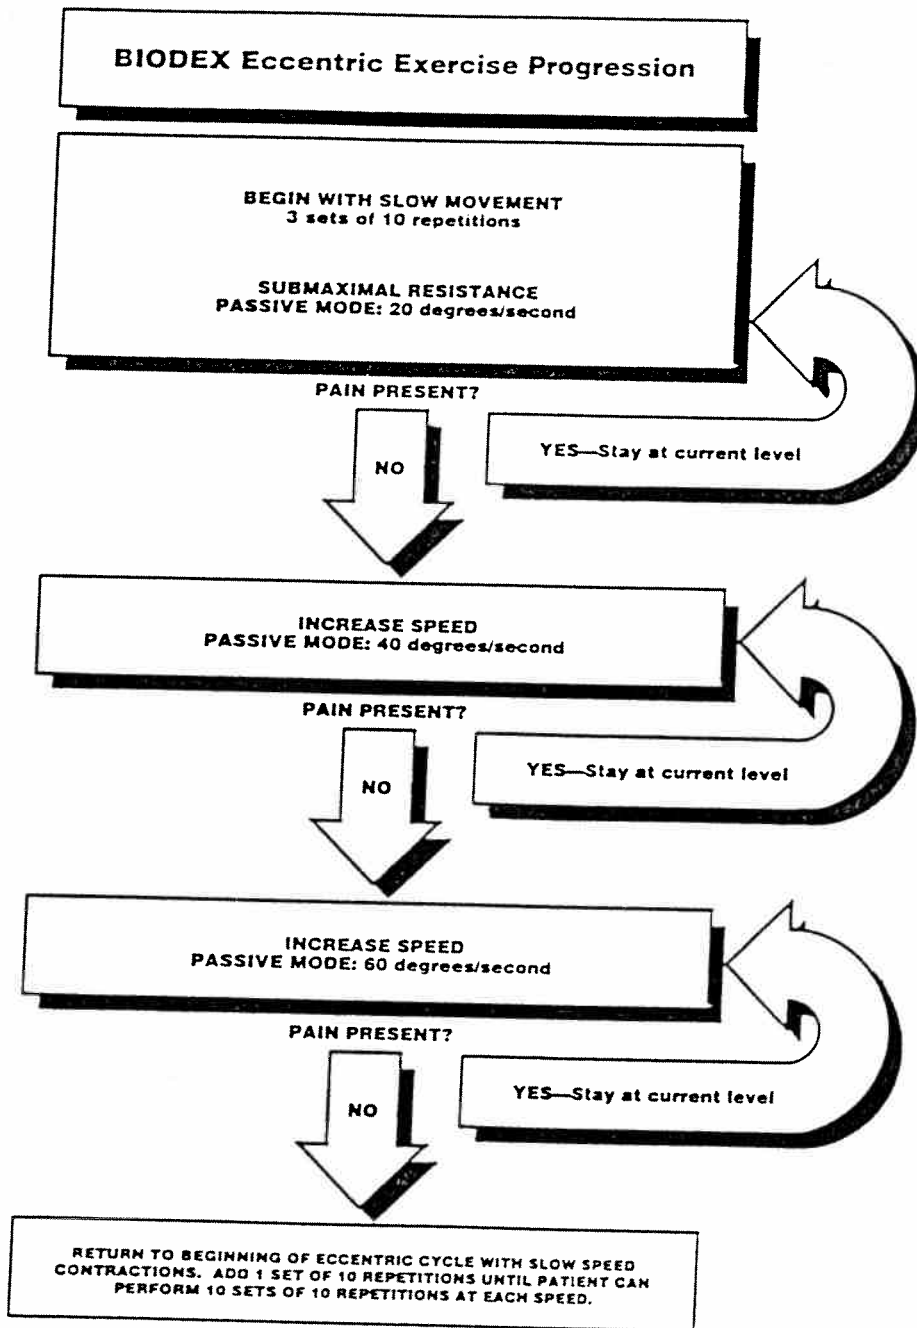 BIODEX Eccentric Exercise Progression
BEGIN WITH SLOW MOVEMENT
3 sets of 10 repetitions
SUBMAXIMAL RESISTANCE
PASSIVE MODE: 20 degrees/second
PAIN PRESENT?
YES—Stay at current level
NO
INCREASE SPEED
PASSIVE MODE: 40 degrees/second
PAIN PRESENT?
YES—Stay at current level
NO
INCREASE SPEED
PASSIVE MODE: 60 degrees/second
PAIN PRESENT?
YES—Stay at current level
NO
RETURN TO BEGINNING OF ECCENTRIC CYCLE WITH SLOW SPEED
CONTRACTIONS. ADD 1 SET OF 10 REPETITIONS UNTIL PATIENT CAN
PERFORM 10 SETS OF 10 REPETITIONS AT EACH SPEED.